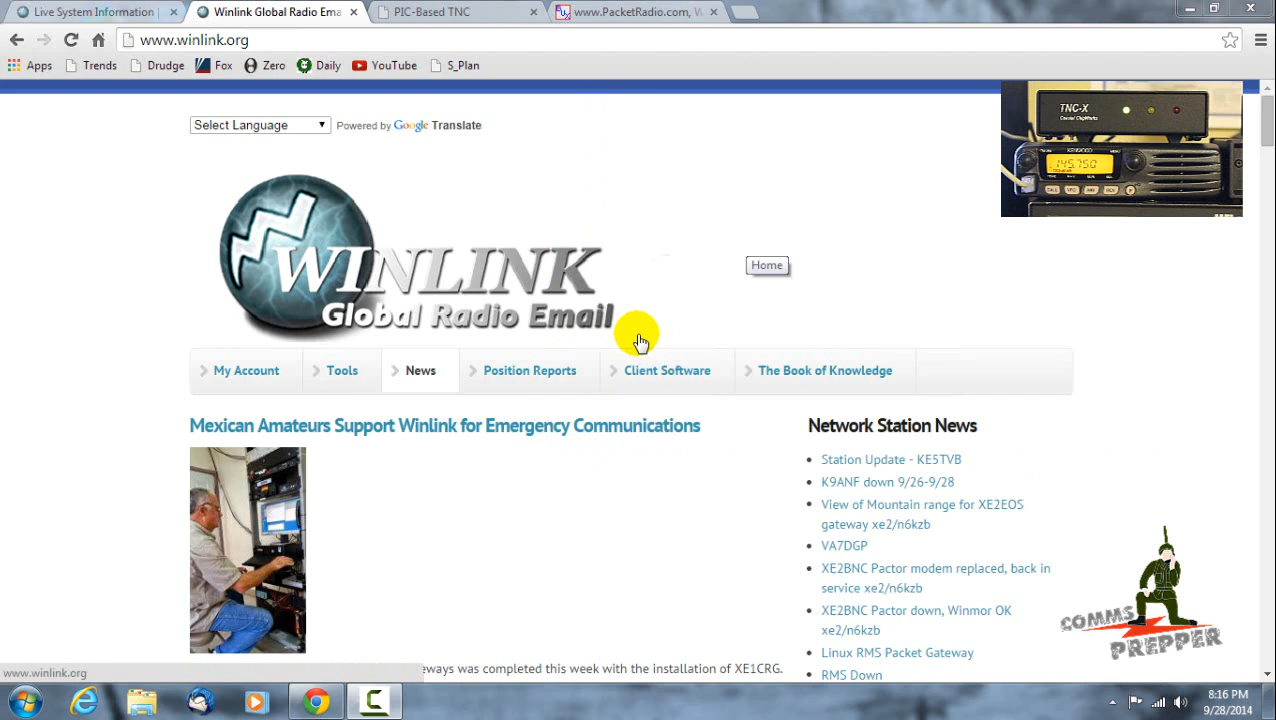 Live System Information |
Winlink Global Radio Ema
PIC-Based TNC
www.PacketRadio.com, W
www.winlink.org
Apps Trends Drudge Fox Zero Daily YouTube S_Plan
Select Language Powered by Google Translate
TNC-X
KENWOOD
145.750
WINLINK
Global Radio Email
Home
My Account Tools News Position Reports Client Software The Book of Knowledge
Mexican Amateurs Support Winlink for Emergency Communications
Network Station News
Station Update - KE5TVB
K9ANF down 9/26-9/28
View of Mountain range for XE2EOS
gateway xe2/n6kzb
VA7DGP
XE2BNC Pactor modem replaced, back in
service xe2/n6kzb
XE2BNC Pactor down, Winmor OK
xe2/n6kzb
Linux RMS Packet Gateway
RMS Down
COMMS
PREPPER
eways was completed this week with the installation of XE1CRG.
www.winlink.org
8:16 PM
9/28/2014